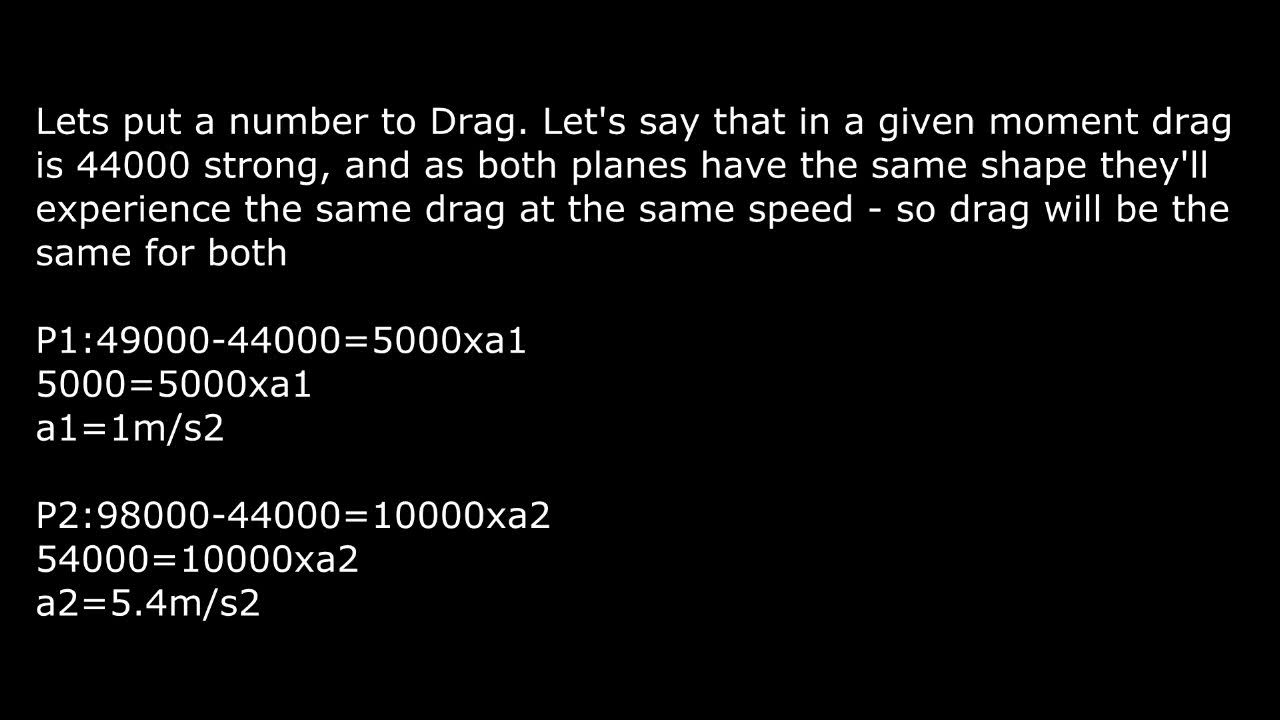 Lets put a number to Drag. Let's say that in a given moment drag
is 44000 strong, and as both planes have the same shape they'll
experience the same drag at the same speed - so drag will be the
same for both
P1:49000-44000=5000xa1
5000=5000xa1
a1=1m/s2
P2:98000-44000=10000xa2
54000=10000xa2
a2=5.4m/s2